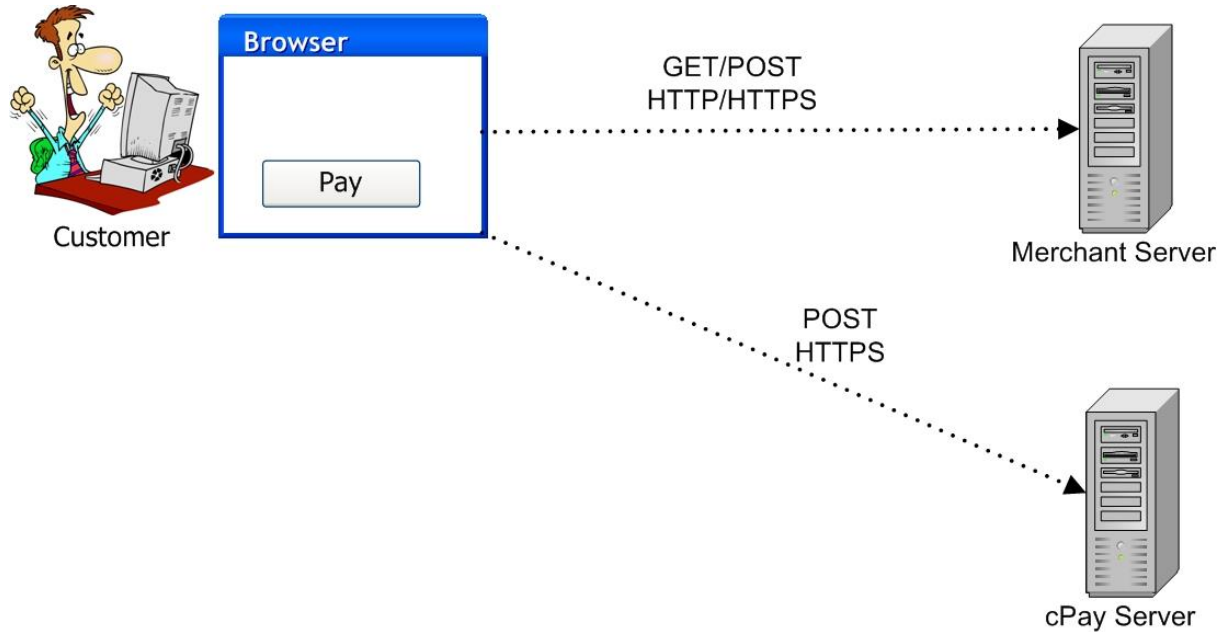 Browser
Pay
Customer
GET/POST
HTTP/HTTPS
Merchant Server
POST
HTTPS
cPay Server